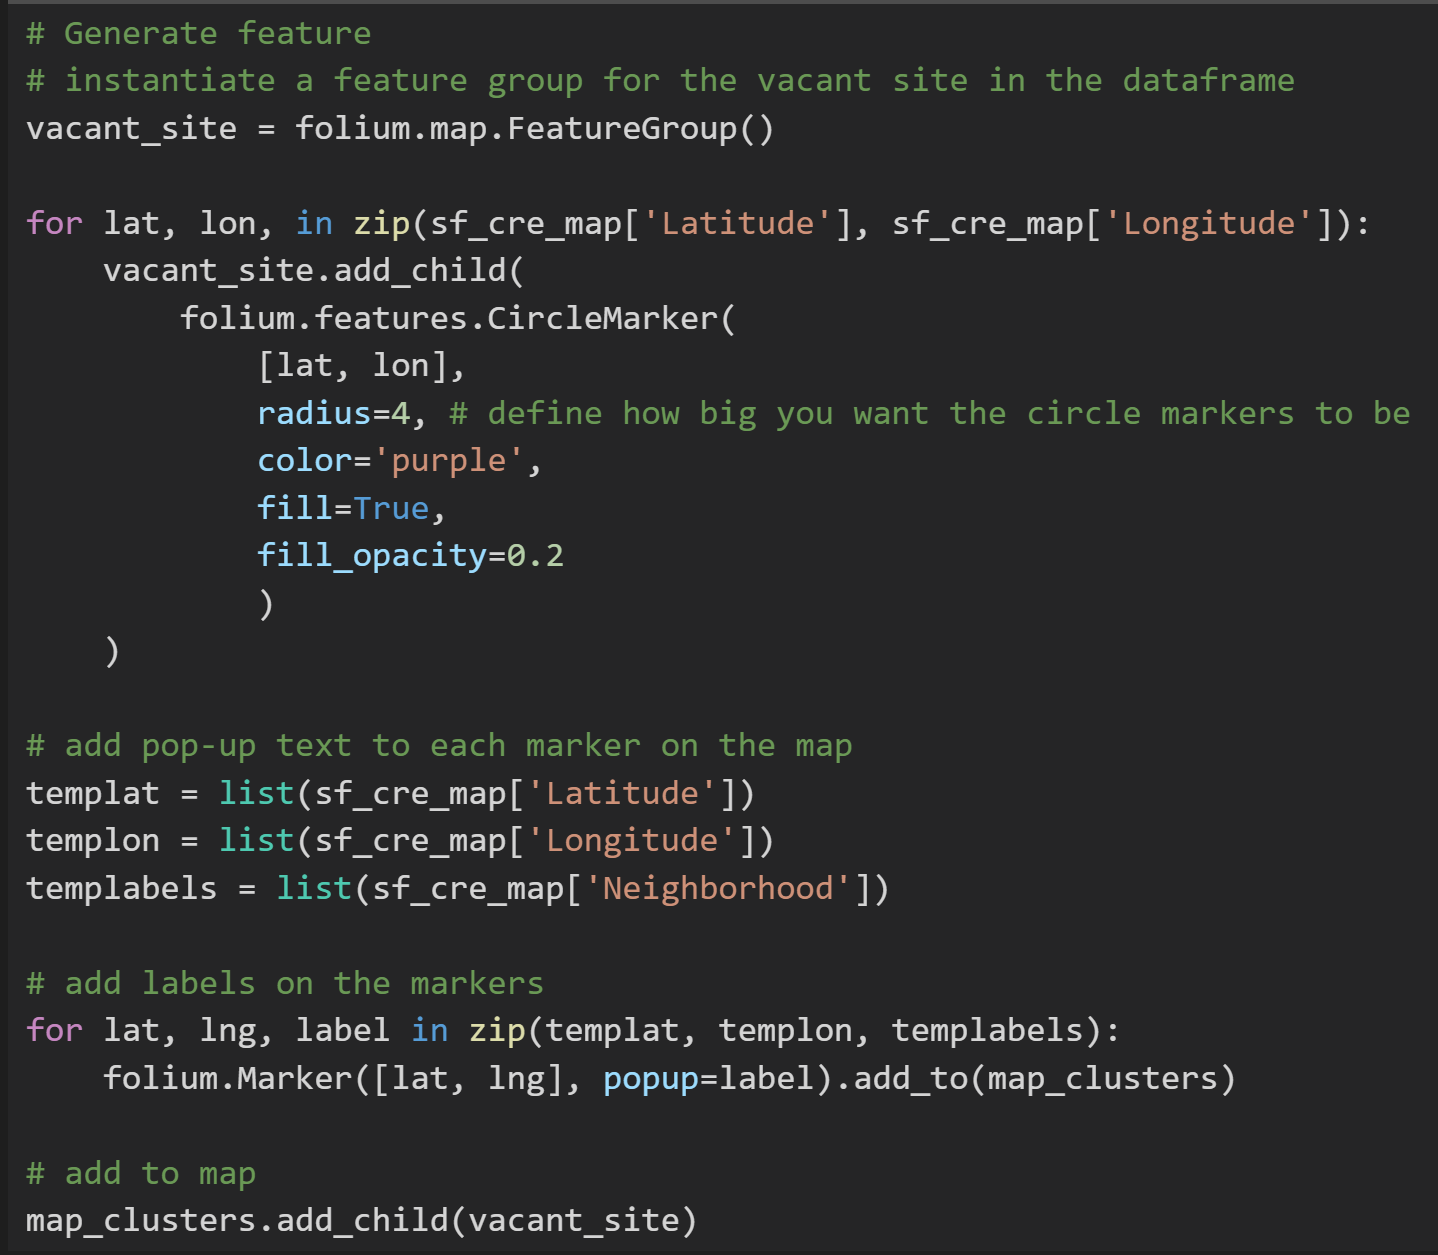 # Generate feature
# instantiate a feature group for the vacant site in the dataframe
vacant_site = folium.map.FeatureGroup()

for lat, lon, in zip(sf_cre_map['Latitude'], sf_cre_map['Longitude']):
    vacant_site.add_child(
        folium.features.CircleMarker(
            [lat, lon],
            radius=4, # define how big you want the circle markers to be
            color='purple',
            fill=True,
            fill_opacity=0.2
            )
    )

# add pop-up text to each marker on the map
templat = list(sf_cre_map['Latitude'])
templon = list(sf_cre_map['Longitude'])
templabels = list(sf_cre_map['Neighborhood'])

# add labels on the markers
for lat, lng, label in zip(templat, templon, templabels):
    folium.Marker([lat, lng], popup=label).add_to(map_clusters)

# add to map
map_clusters.add_child(vacant_site)